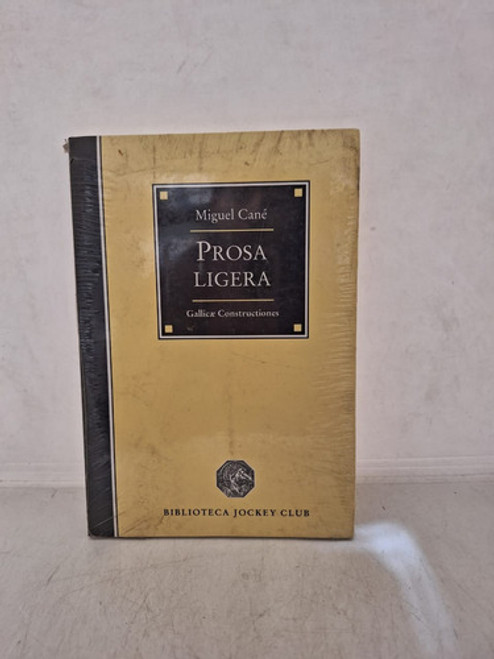 Miguel Cané
PROSA
LIGERA
Gallicæ Constructiones
BIBLIOTECA JOCKEY CLUB